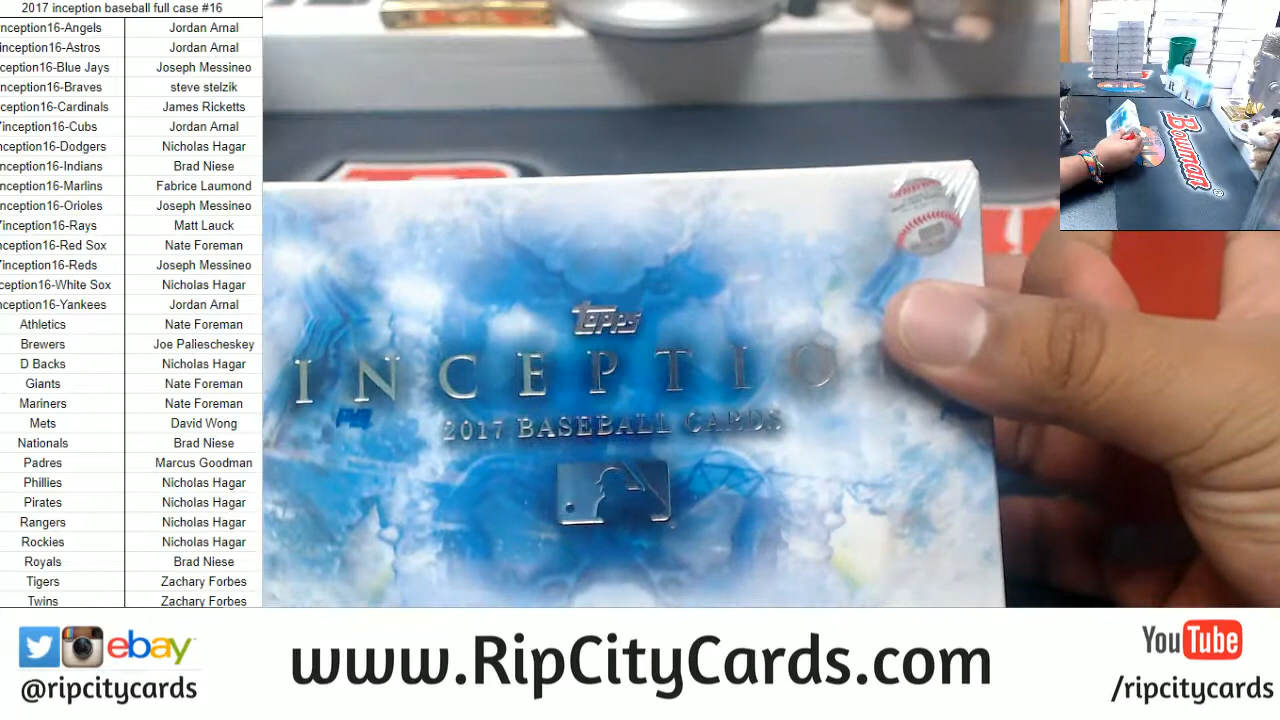 2017 inception baseball full case #16
nception16-Angels Jordan Arnal
inception16-Astros Jordan Arnal
ception16-Blue Jays Joseph Messineo
nception16-Braves steve stelzik
ception16-Cardinals James Ricketts
inception16-Cubs Jordan Arnal
nception16-Dodgers Nicholas Hagar
nception16-Indians Brad Niese
nception16-Marlins Fabrice Laumond
nception16-Orioles Joseph Messineo
inception16-Rays Matt Lauck
nception16-Red Sox Nate Foreman
inception16-Reds Joseph Messineo
ception16-White Sox Nicholas Hagar
nception16-Yankees Jordan Arnal
Athletics Nate Foreman
Brewers Joe Paliescheskey
D Backs Nicholas Hagar
Giants Nate Foreman
Mariners Nate Foreman
Mets David Wong
Nationals Brad Niese
Padres Marcus Goodman
Phillies Nicholas Hagar
Pirates Nicholas Hagar
Rangers Nicholas Hagar
Rockies Nicholas Hagar
Royals Brad Niese
Tigers Zachary Forbes
Twins Zachary Forbes
Topps
INCEPTIO
2017 BASEBALL CARDS
Bowman
ebay
@ripcitycards
www.RipCityCards.com
YouTube
/ripcitycards